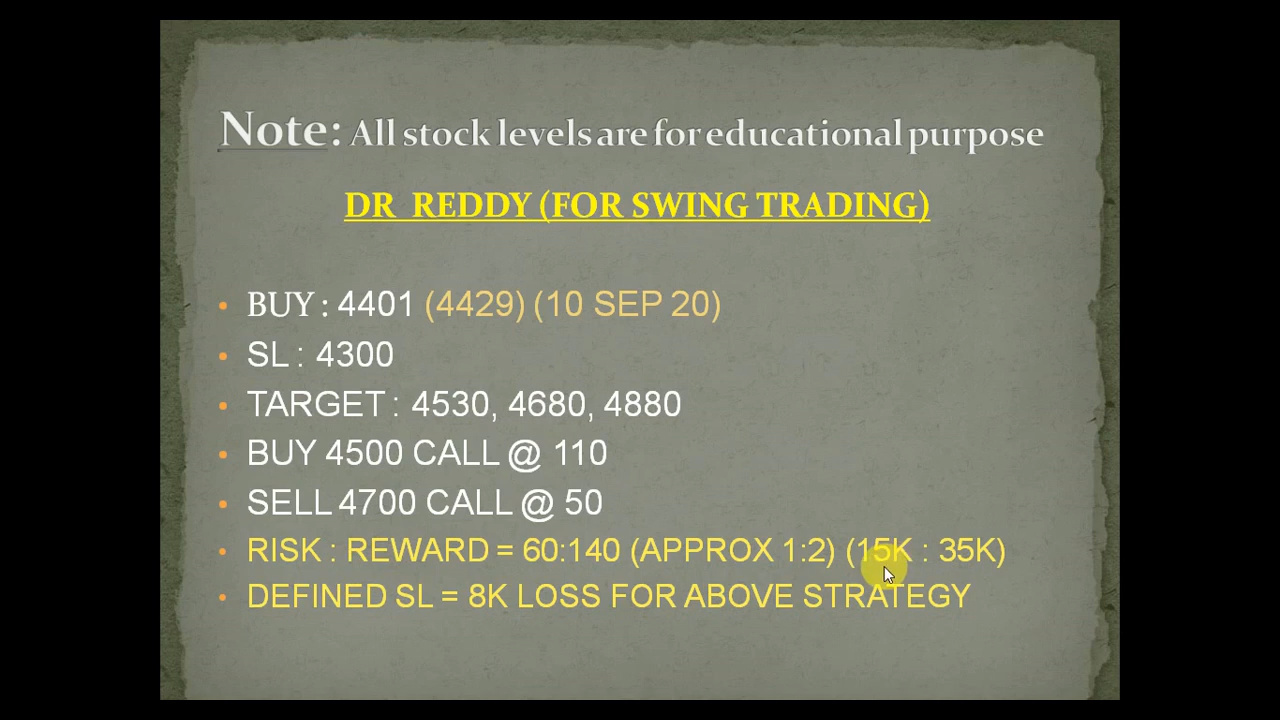 Note: All stock levels are for educational purpose
DR REDDY (FOR SWING TRADING)
• BUY : 4401 (4429) (10 SEP 20)
• SL : 4300
• TARGET : 4530, 4680, 4880
• BUY 4500 CALL @ 110
• SELL 4700 CALL @ 50
• RISK : REWARD = 60:140 (APPROX 1:2) (15K : 35K)
• DEFINED SL = 8K LOSS FOR ABOVE STRATEGY